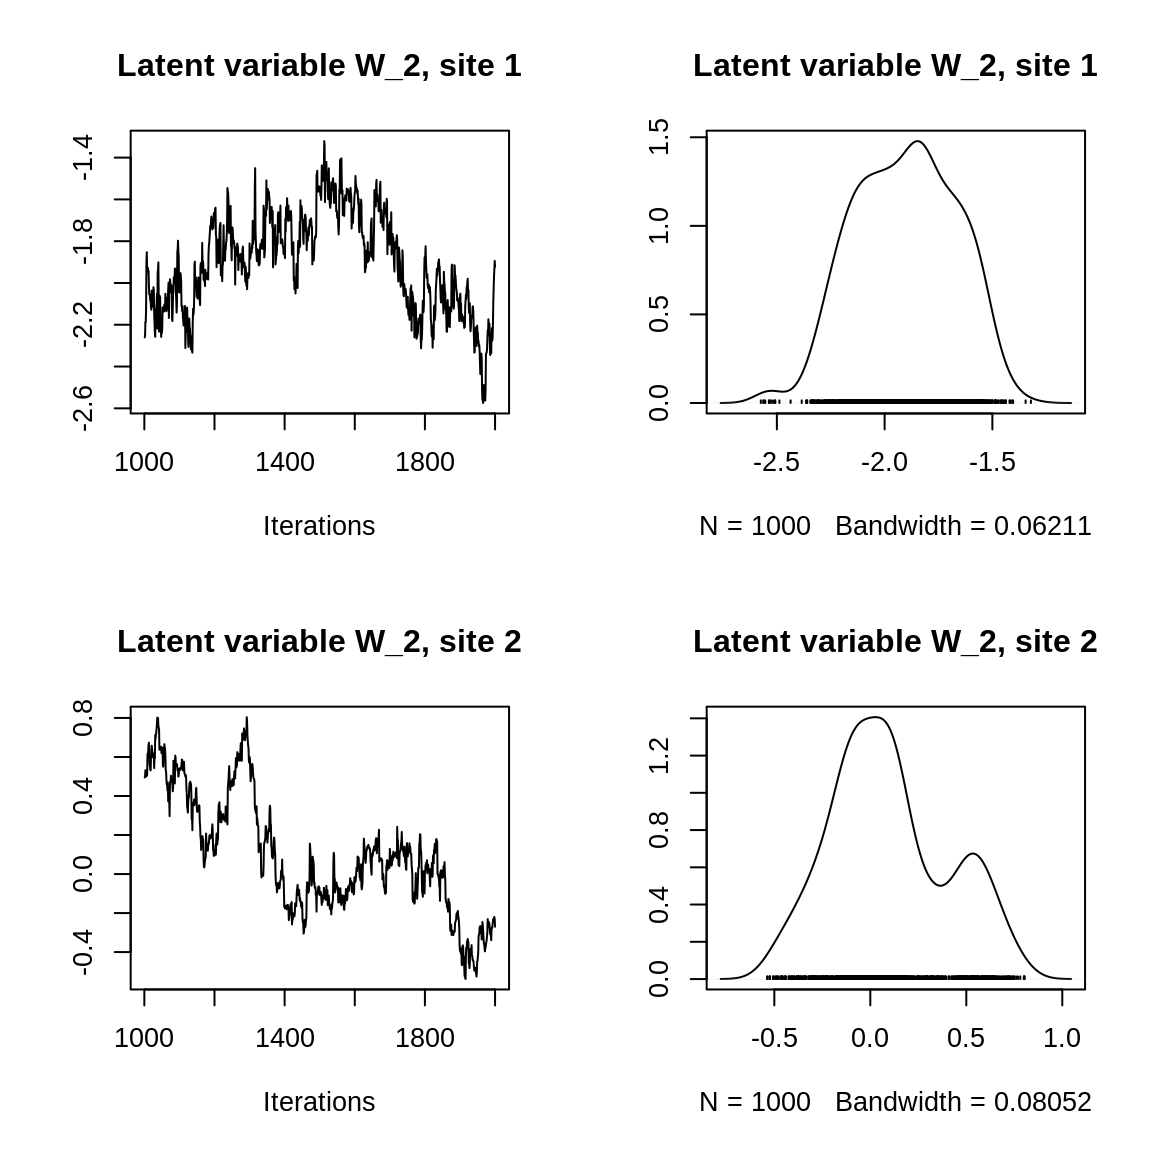 Latent variable W_2, site 1
-1.4
-1.8
-2.2
-2.6
1000 1400 1800
Iterations
Latent variable W_2, site 1
1.5
1.0
0.5
0.0
-2.5 -2.0 -1.5
N = 1000 Bandwidth = 0.06211
Latent variable W_2, site 2
0.8
0.4
0.0
-0.4
1000 1400 1800
Iterations
Latent variable W_2, site 2
1.2
0.8
0.4
0.0
-0.5 0.0 0.5 1.0
N = 1000 Bandwidth = 0.08052